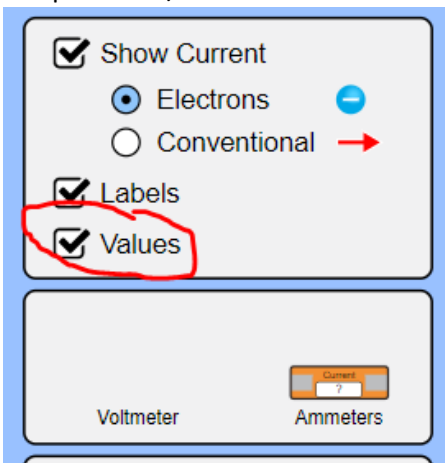 Show Current
Electrons
Conventional
Labels
Values
Current
?
Voltmeter Ammeters